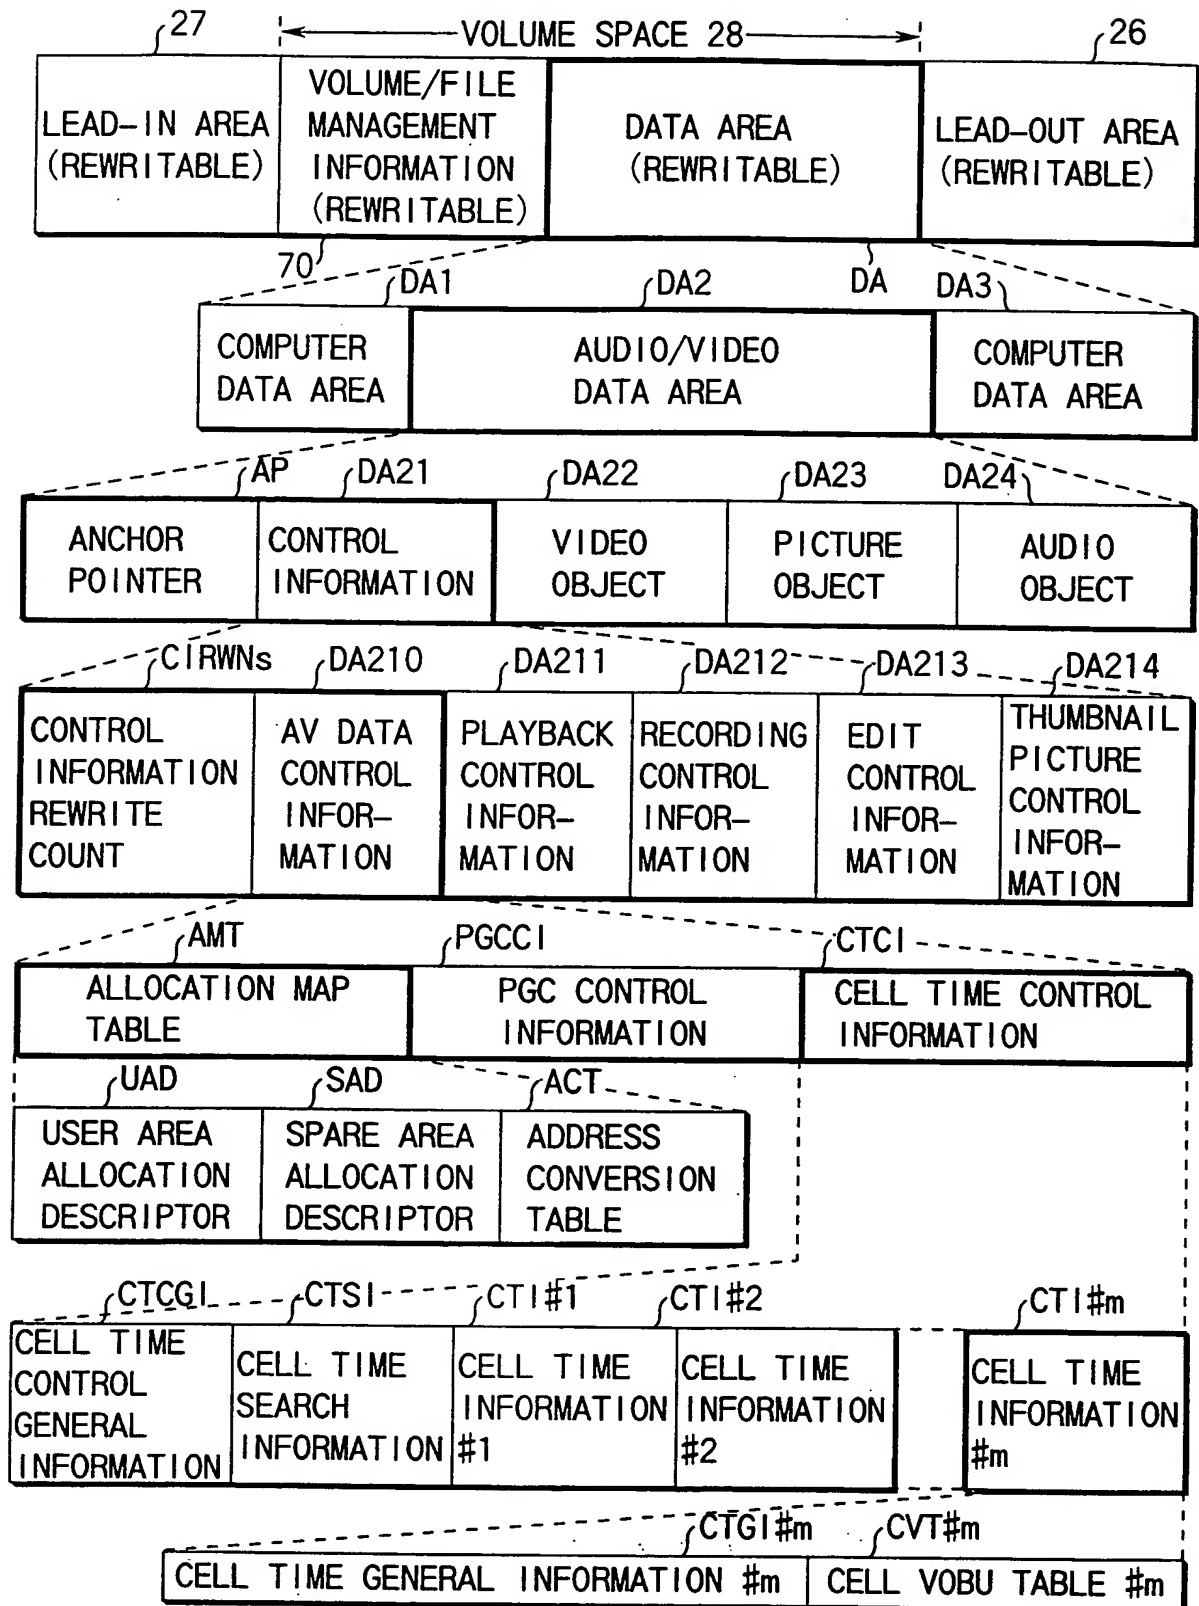 27
VOLUME SPACE 28
26
LEAD-IN AREA
(REWRITABLE)
VOLUME/FILE
MANAGEMENT
INFORMATION
(REWRITABLE)
DATA AREA
(REWRITABLE)
LEAD-OUT AREA
(REWRITABLE)
70
DA
DA1
DA2
DA3
COMPUTER
DATA AREA
AUDIO/VIDEO
DATA AREA
COMPUTER
DATA AREA
AP
DA21
DA22
DA23
DA24
ANCHOR
POINTER
CONTROL
INFORMATION
VIDEO
OBJECT
PICTURE
OBJECT
AUDIO
OBJECT
CIRWNs
DA210
DA211
DA212
DA213
DA214
CONTROL
INFORMATION
REWRITE
COUNT
AV DATA
CONTROL
INFOR-
MATION
PLAYBACK
CONTROL
INFOR-
MATION
RECORDING
CONTROL
INFOR-
MATION
EDIT
CONTROL
INFOR-
MATION
THUMBNAIL
PICTURE
CONTROL
INFOR-
MATION
AMT
PGCCI
CTCI
ALLOCATION MAP
TABLE
PGC CONTROL
INFORMATION
CELL TIME CONTROL
INFORMATION
UAD
SAD
ACT
USER AREA
ALLOCATION
DESCRIPTOR
SPARE AREA
ALLOCATION
DESCRIPTOR
ADDRESS
CONVERSION
TABLE
CTCGI
CTSI
CTI#1
CTI#2
CTI#m
CELL TIME
CONTROL
GENERAL
INFORMATION
CELL TIME
SEARCH
INFORMATION
CELL TIME
INFORMATION
#1
CELL TIME
INFORMATION
#2
CELL TIME
INFORMATION
#m
CTGI#m
CVT#m
CELL TIME GENERAL INFORMATION #m
CELL VOBU TABLE #m